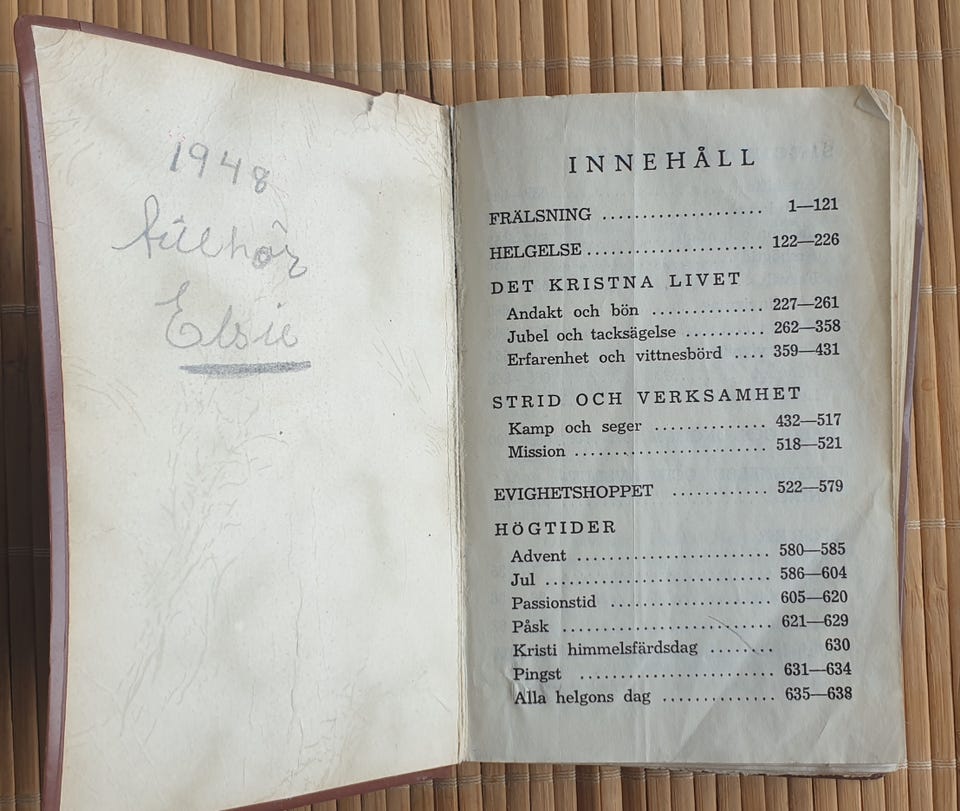 1948
tillhör
Elsie
INNEHÅLL
FRÄLSNING .................... 1—121
HELGELSE ...................... 122—226
DET KRISTNA LIVET
Andakt och bön .............. 227—261
Jubel och tacksägelse .......... 262—358
Erfarenhet och vittnesbörd .... 359—431
STRID OCH VERKSAMHET
Kamp och seger .............. 432—517
Mission ........................ 518—521
EVIGHETSHOPPET ............ 522—579
HÖGTIDER
Advent ........................ 580—585
Jul ............................ 586—604
Passionstid .................... 605—620
Påsk .......................... 621—629
Kristi himmelsfärdsdag ........ 630
Pingst ........................ 631—634
Alla helgons dag .............. 635—638